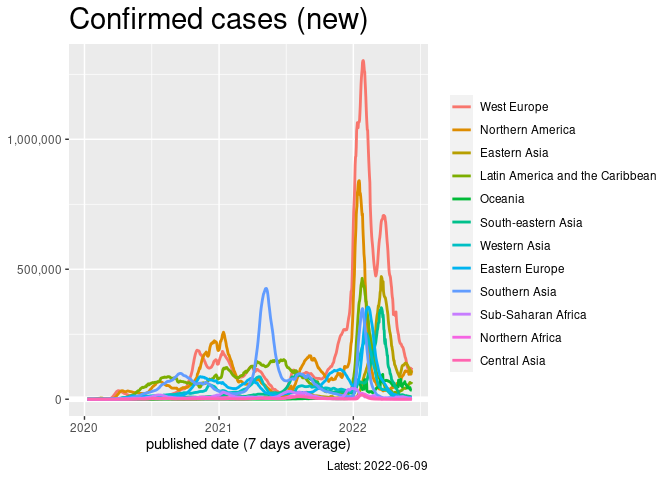 Confirmed cases (new)
1,000,000
500,000
0
2020
2021
2022
published date (7 days average)
Latest: 2022-06-09
West Europe
Northern America
Eastern Asia
Latin America and the Caribbean
Oceania
South-eastern Asia
Western Asia
Eastern Europe
Southern Asia
Sub-Saharan Africa
Northern Africa
Central Asia